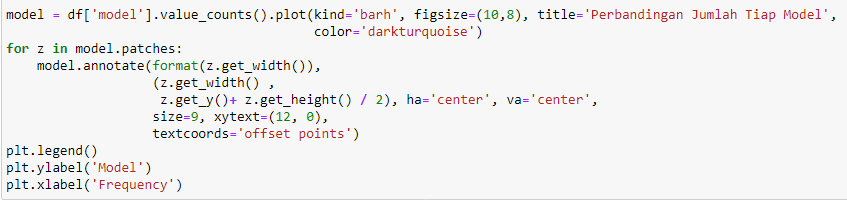 model = df['model'].value_counts().plot(kind='barh', figsize=(10,8), title='Perbandingan Jumlah Tiap Model',
                                        color='darkturquoise')
for z in model.patches:
    model.annotate(format(z.get_width()),
                   (z.get_width() ,
                    z.get_y()+ z.get_height() / 2), ha='center', va='center',
                   size=9, xytext=(12, 0),
                   textcoords='offset points')
plt.legend()
plt.ylabel('Model')
plt.xlabel('Frequency')